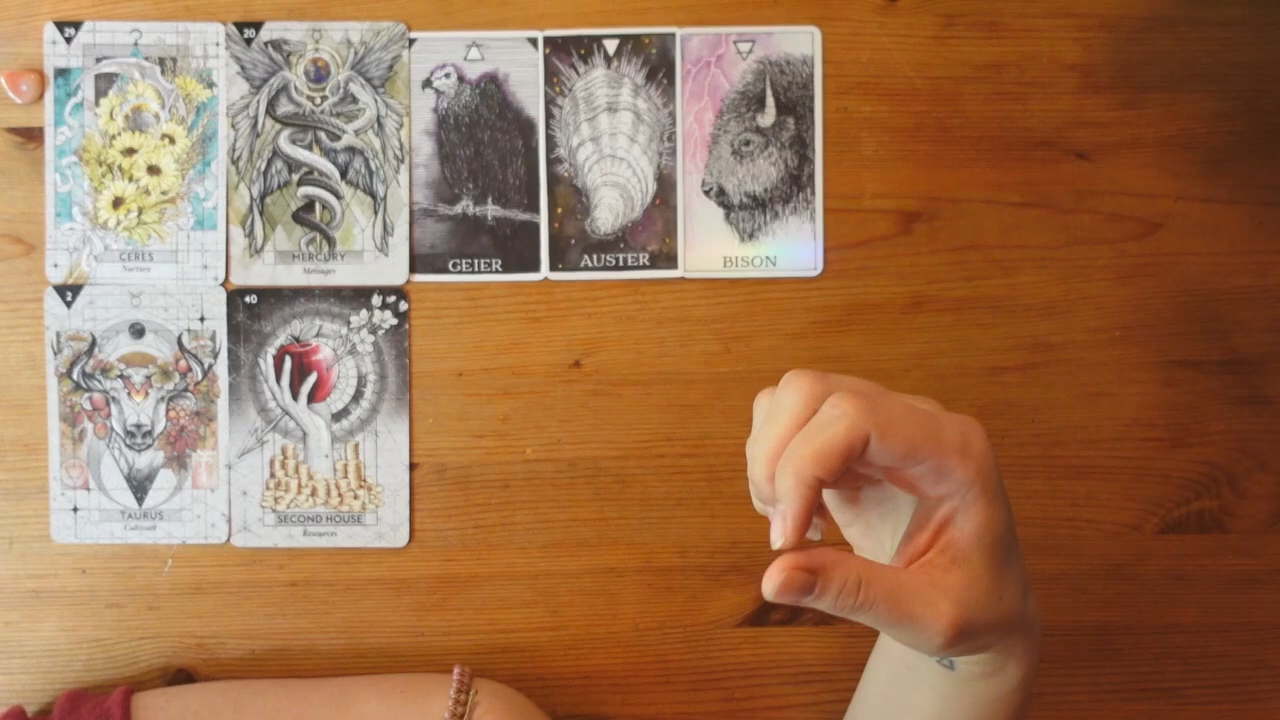 29
CERES
Nurture
20
MERCURY
Messages
GEIER
AUSTER
BISON
2
TAURUS
Cultivate
40
SECOND HOUSE
Resources